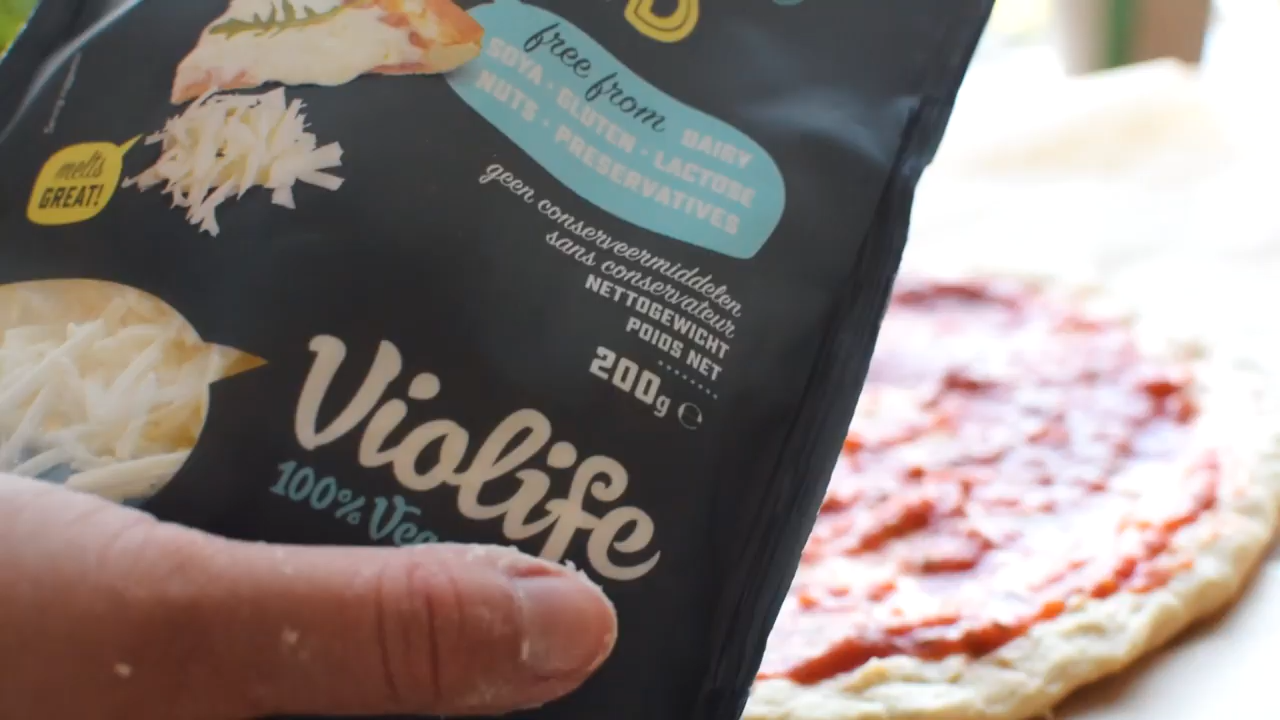 free from DAIRY
SOYA · GLUTEN · LACTOSE
NUTS · PRESERVATIVES
melts
GREAT!
geen conserveermiddelen
sans conservateur
NETTOGEWICHT
POIDS NET
200g ℮
Violife
100%